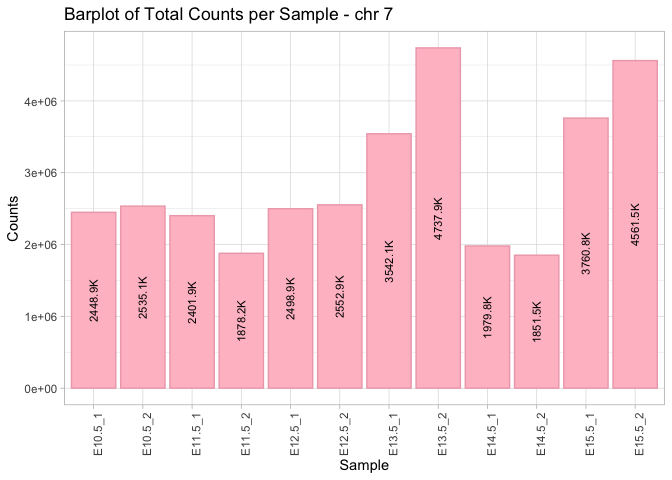 Barplot of Total Counts per Sample - chr 7
Counts
4e+06
3e+06
2e+06
1e+06
0e+00
2448.9K
2535.1K
2401.9K
1878.2K
2498.9K
2552.9K
3542.1K
4737.9K
1979.8K
1851.5K
3760.8K
4561.5K
E10.5_1
E10.5_2
E11.5_1
E11.5_2
E12.5_1
E12.5_2
E13.5_1
E13.5_2
E14.5_1
E14.5_2
E15.5_1
E15.5_2
Sample